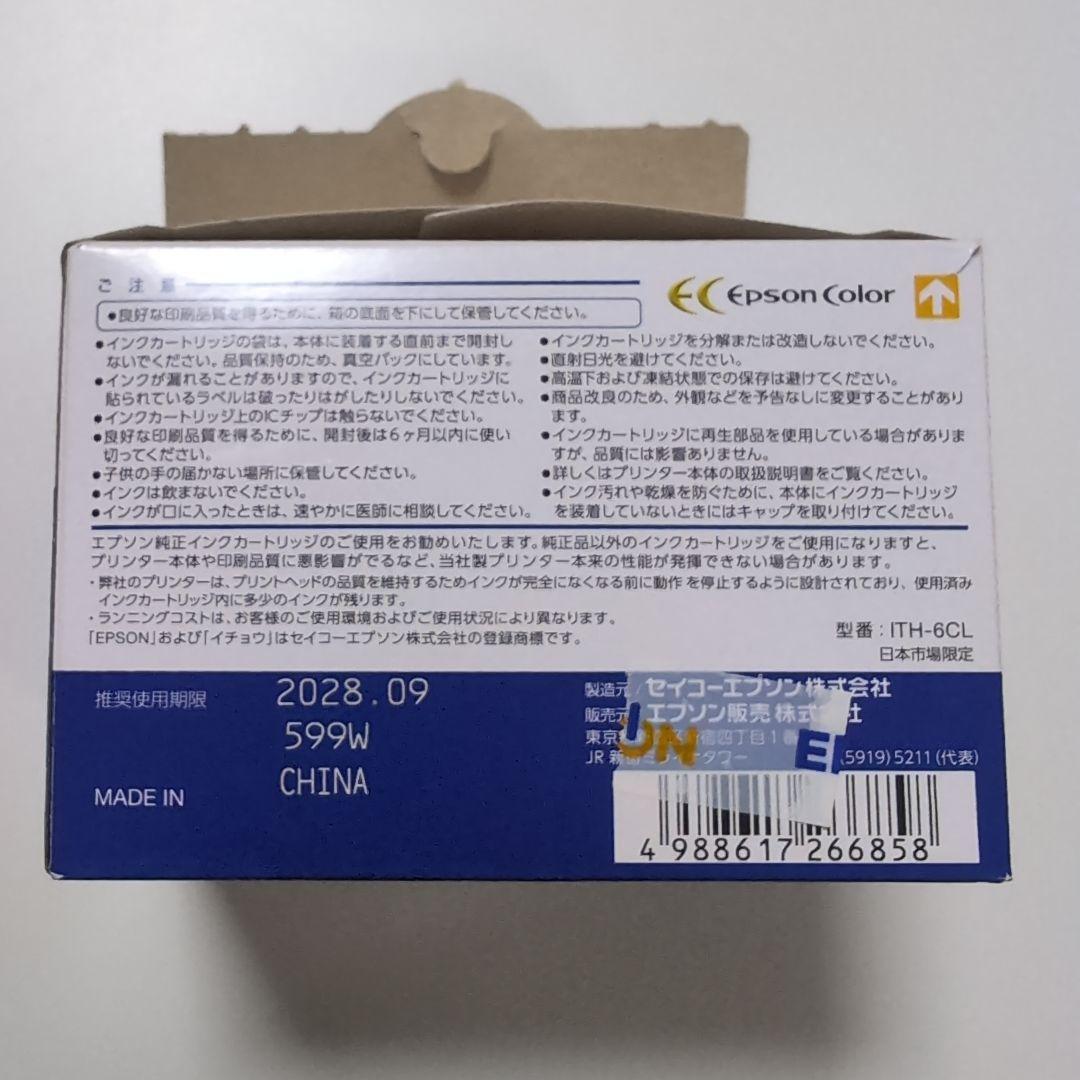 ご注意
●良好な印刷品質を得るために、箱の底面を下にして保管してください。
EC Epson Color
●インクカートリッジの袋は、本体に装着する直前まで開封し
ないでください。品質保持のため、真空パックにしています。
●インクが漏れることがありますので、インクカートリッジに
貼られているラベルは破ったりはがしたりしないでください。
●インクカートリッジ上のICチップは触らないでください。
●良好な印刷品質を得るために、開封後は6ヶ月以内に使い
切ってください。
●子供の手の届かない場所に保管してください。
●インクは飲まないでください。
●インクが口に入ったときは、速やかに医師に相談してください。
●インクカートリッジを分解または改造しないでください。
●直射日光を避けてください。
●高温下および凍結状態での保存は避けてください。
●商品改良のため、外観などを予告なしに変更することがあり
ます。
●インクカートリッジに再生部品を使用している場合がありま
すが、品質には影響ありません。
●詳しくはプリンター本体の取扱説明書をご覧ください。
●インク汚れや乾燥を防ぐために、本体にインクカートリッジ
を装着していないときにはキャップを取り付けてください。
エプソン純正インクカートリッジのご使用をお勧めいたします。純正品以外のインクカートリッジをご使用になりますと、
プリンター本体や印刷品質に悪影響がでるなど、当社製プリンター本来の性能が発揮できない場合があります。
・弊社のプリンターは、プリントヘッドの品質を維持するためインクが完全になくなる前に動作を停止するように設計されており、使用済み
インクカートリッジ内に多少のインクが残ります。
・ランニングコストは、お客様のご使用環境およびご使用状況により異なります。
「EPSON」および「イチョウ」はセイコーエプソン株式会社の登録商標です。
型番：ITH-6CL
日本市場限定
推奨使用期限 2028.09
599W
MADE IN CHINA
製造元/セイコーエプソン株式会社
販売元 エプソン販売株式会社
東京 宿四丁目1番
JR新 タワー 5919)5211(代表)
UN E
4 988617 266858